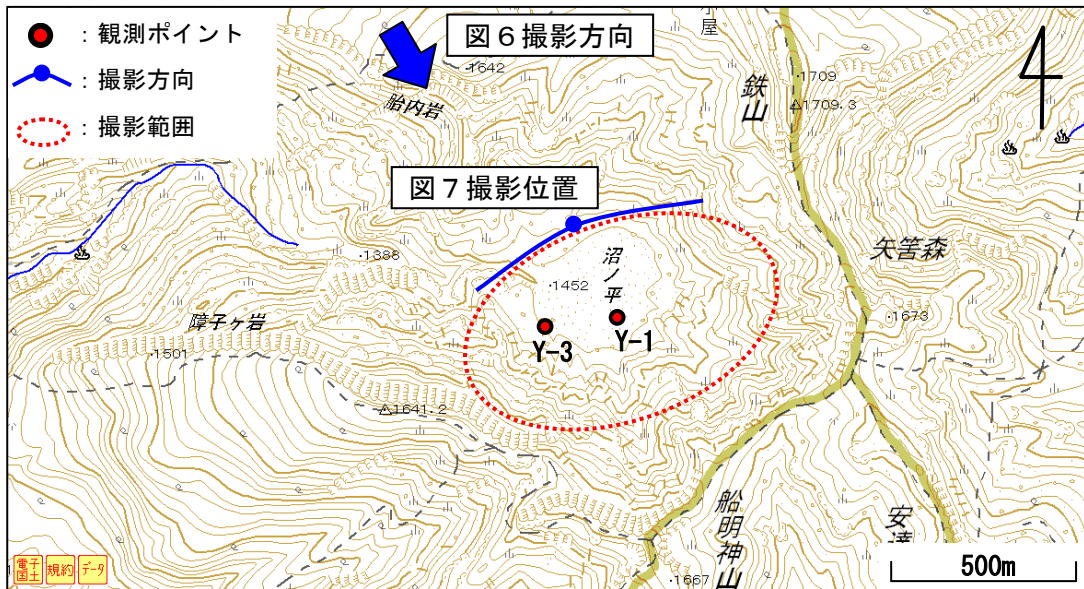 ：観測ポイント
：撮影方向
：撮影範囲
図６撮影方向
図７撮影位置
屋
・1642
胎内岩
・1709
△1709.3
鉄山
・1388
・1452
沼ノ平
矢筈森
・1673
障子ヶ岩
・1501
Y-3
Y-1
△1641.2
船明神山
・1667
安達
500m
電子国土
規約
データ